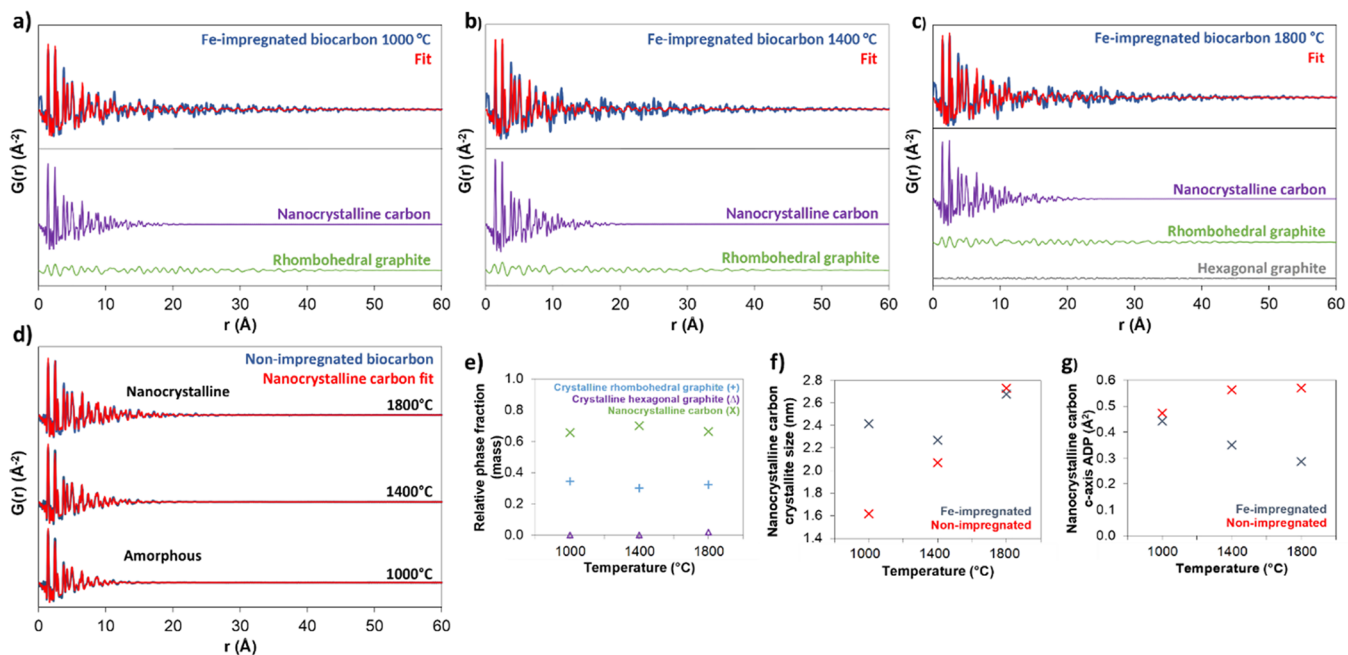 a)
Fe-impregnated biocarbon 1000 °C
Fit
G(r) (Å-2)
Nanocrystalline carbon
Rhombohedral graphite
0 10 20 30 40 50 60
r (Å)
b)
Fe-impregnated biocarbon 1400 °C
Fit
G(r) (Å-2)
Nanocrystalline carbon
Rhombohedral graphite
0 10 20 30 40 50 60
r (Å)
c)
Fe-impregnated biocarbon 1800 °C
Fit
G(r) (Å-2)
Nanocrystalline carbon
Rhombohedral graphite
Hexagonal graphite
0 10 20 30 40 50 60
r (Å)
d)
Non-impregnated biocarbon
Nanocrystalline carbon fit
Nanocrystalline
1800°C
1400°C
Amorphous
1000°C
G(r) (Å-2)
0 10 20 30 40 50 60
r (Å)
e)
Relative phase fraction
(mass)
1.0
0.8
0.6
0.4
0.2
0.0
Crystalline rhombohedral graphite (+)
Crystalline hexagonal graphite (Δ)
Nanocrystalline carbon (X)
1000 1400 1800
Temperature (°C)
f)
Nanocrystalline carbon
crystallite size (nm)
2.8
2.6
2.4
2.2
2.0
1.8
1.6
1.4
Fe-impregnated
Non-impregnated
1000 1400 1800
Temperature (°C)
g)
Nanocrystalline carbon
c-axis ADP (Å2)
0.6
0.5
0.4
0.3
0.2
0.1
0.0
Fe-impregnated
Non-impregnated
1000 1400 1800
Temperature (°C)